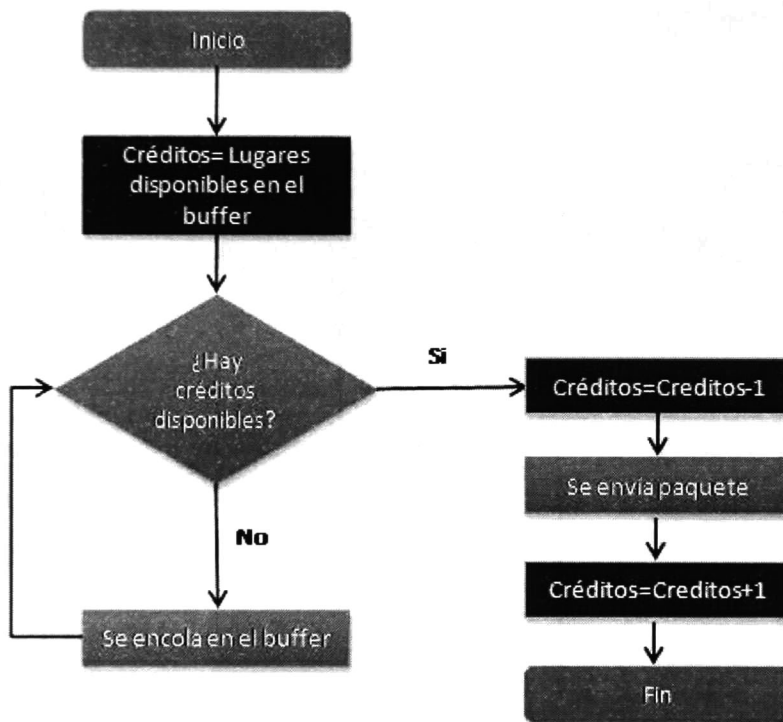 Inicio
Créditos= Lugares
disponibles en el
buffer
¿Hay
créditos
disponibles?
Si
No
Se encola en el buffer
Créditos=Creditos-1
Se envía paquete
Créditos=Creditos+1
Fin